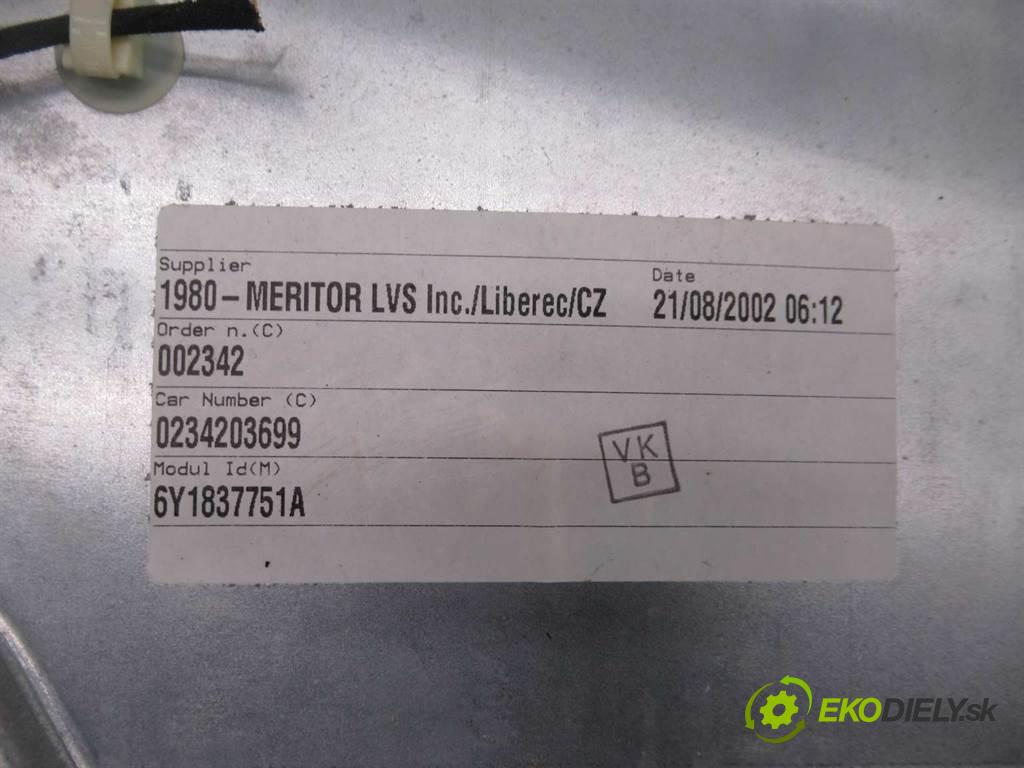 Supplier
1980 – MERITOR LVS Inc./Liberec/CZ
Date
21/08/2002 06:12
Order n.(C)
002342
Car Number (C)
0234203699
Modul Id(M)
6Y1837751A
VK
B
EKODIELY.sk